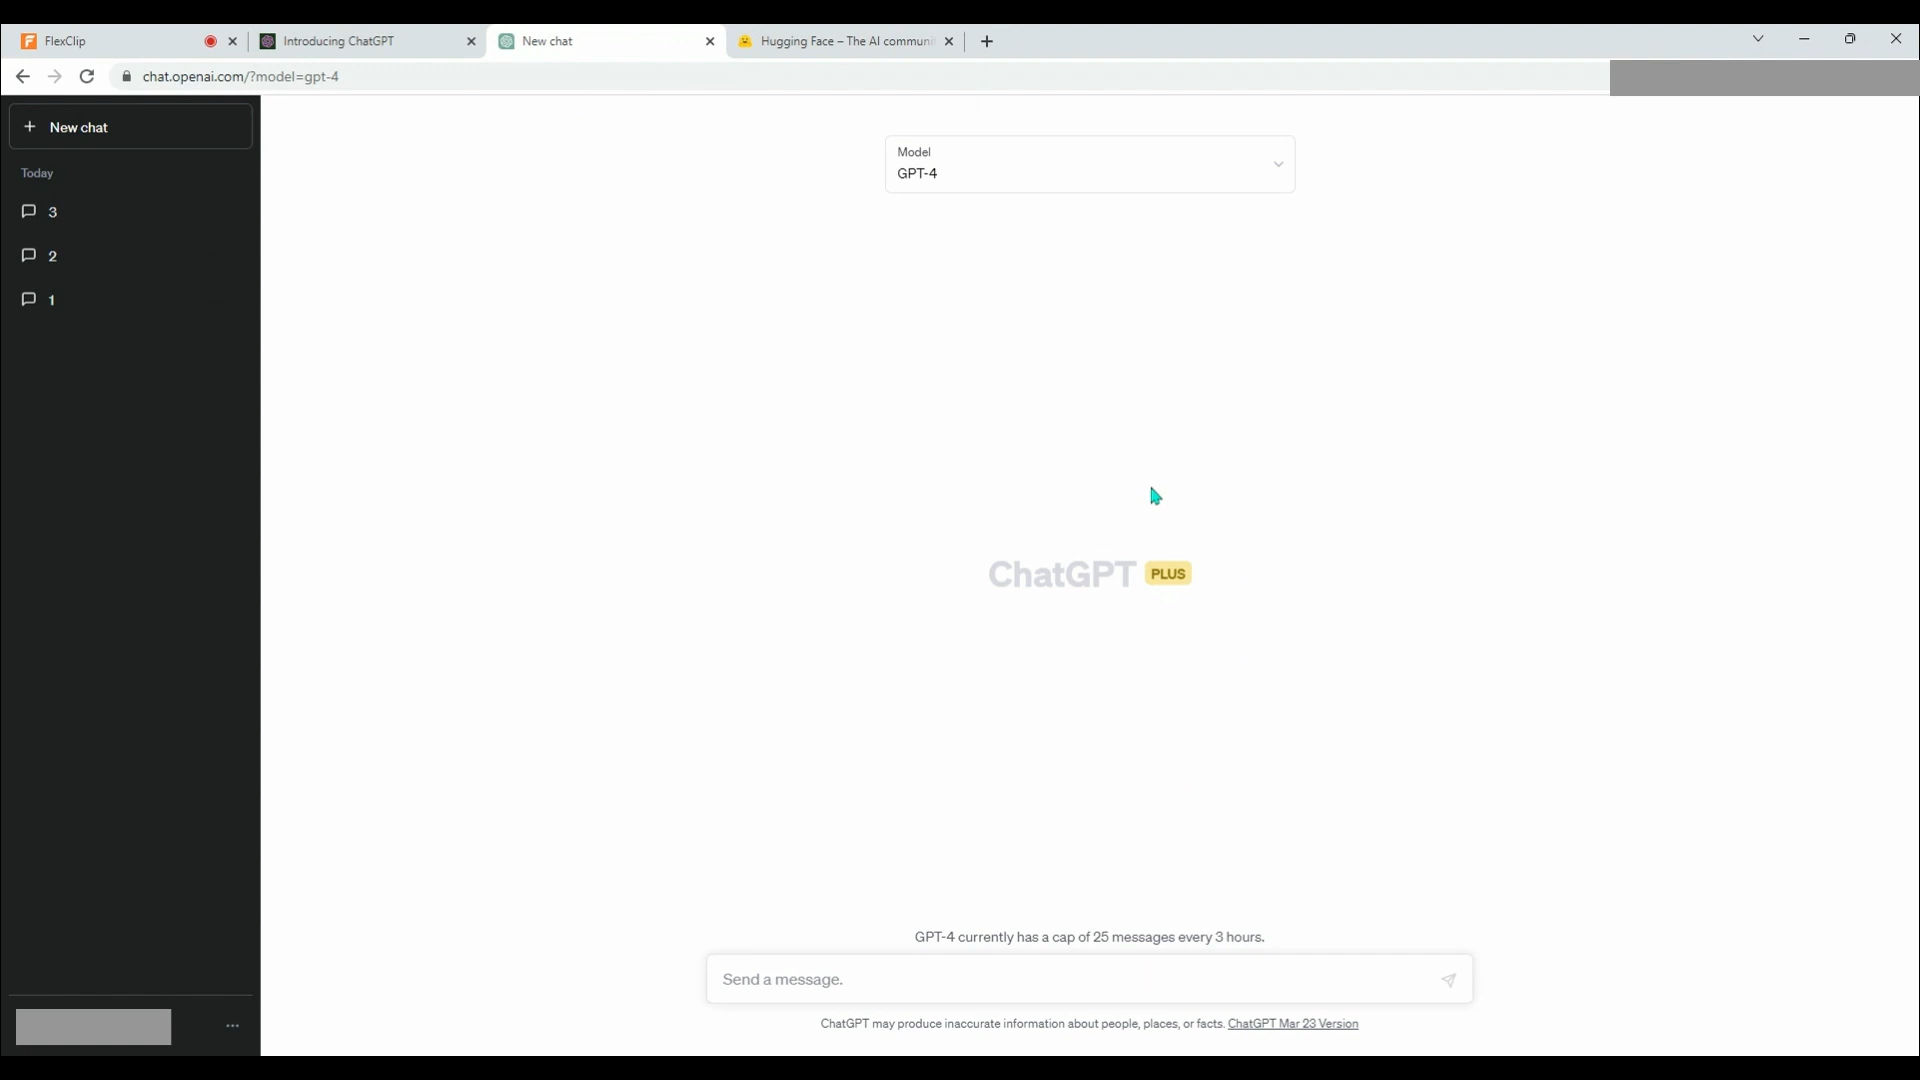 FlexClip
Introducing ChatGPT
New chat
Hugging Face – The AI communi
chat.openai.com/?model=gpt-4
New chat
Today
3
2
1
Model
GPT-4
ChatGPT PLUS
GPT-4 currently has a cap of 25 messages every 3 hours.
Send a message.
ChatGPT may produce inaccurate information about people, places, or facts. ChatGPT Mar 23 Version